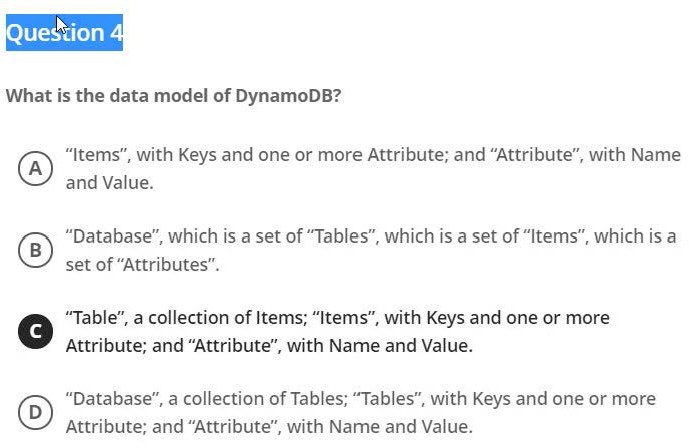 Question 4
What is the data model of DynamoDB?
A
“Items”, with Keys and one or more Attribute; and “Attribute”, with Name
and Value.
B
“Database”, which is a set of “Tables”, which is a set of “Items”, which is a
set of “Attributes”.
C
“Table”, a collection of Items; “Items”, with Keys and one or more
Attribute; and “Attribute”, with Name and Value.
D
“Database”, a collection of Tables; “Tables”, with Keys and one or more
Attribute; and “Attribute”, with Name and Value.